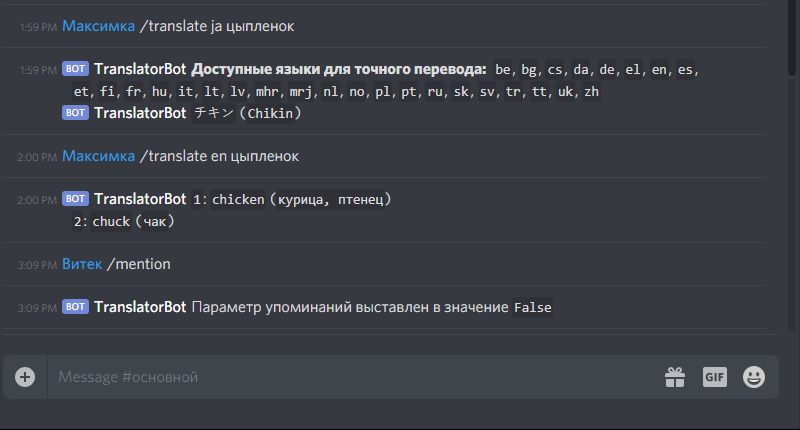 1:59 PM Максимка /translate ja цыпленок
1:59 PM BOT TranslatorBot Доступные языки для точного перевода: be, bg, cs, da, de, el, en, es,
et, fi, fr, hu, it, lt, lv, mhr, mrj, nl, no, pl, pt, ru, sk, sv, tr, tt, uk, zh
BOT TranslatorBot チキン (Chikin)
2:00 PM Максимка /translate en цыпленок
2:00 PM BOT TranslatorBot 1: chicken (курица, птенец)
2: chuck (чак)
3:09 PM Витек /mention
3:09 PM BOT TranslatorBot Параметр упоминаний выставлен в значение False
Message #основной GIF